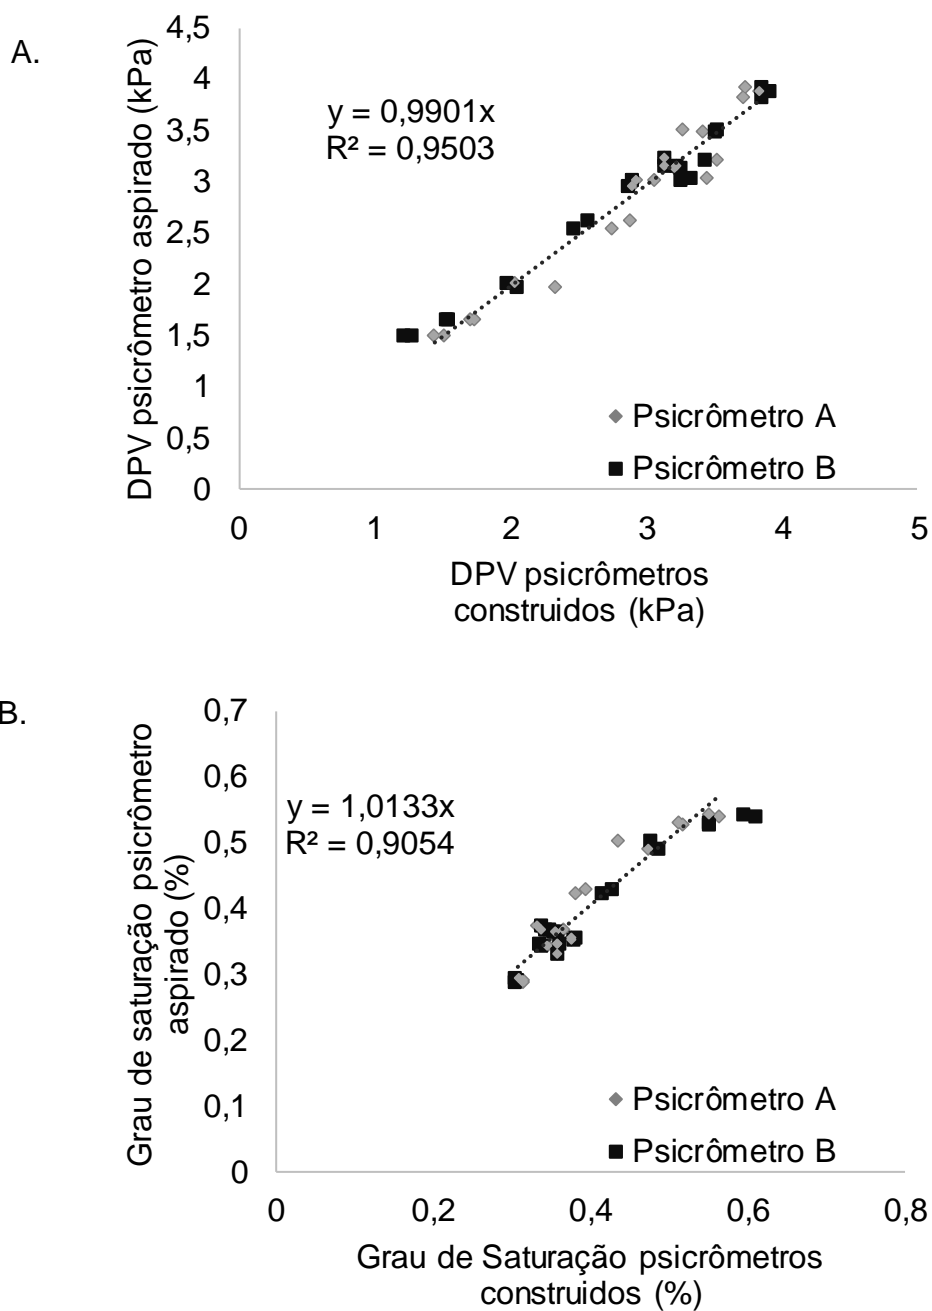 A.
DPV psicrômetro aspirado (kPa)
4,5
4
3,5
3
2,5
2
1,5
1
0,5
0
y = 0,9901x
R² = 0,9503
Psicrômetro A
Psicrômetro B
0 1 2 3 4 5
DPV psicrômetros
construidos (kPa)
B.
Grau de saturação psicrômetro
aspirado (%)
0,7
0,6
0,5
0,4
0,3
0,2
0,1
0
y = 1,0133x
R² = 0,9054
Psicrômetro A
Psicrômetro B
0 0,2 0,4 0,6 0,8
Grau de Saturação psicrômetros
construidos (%)